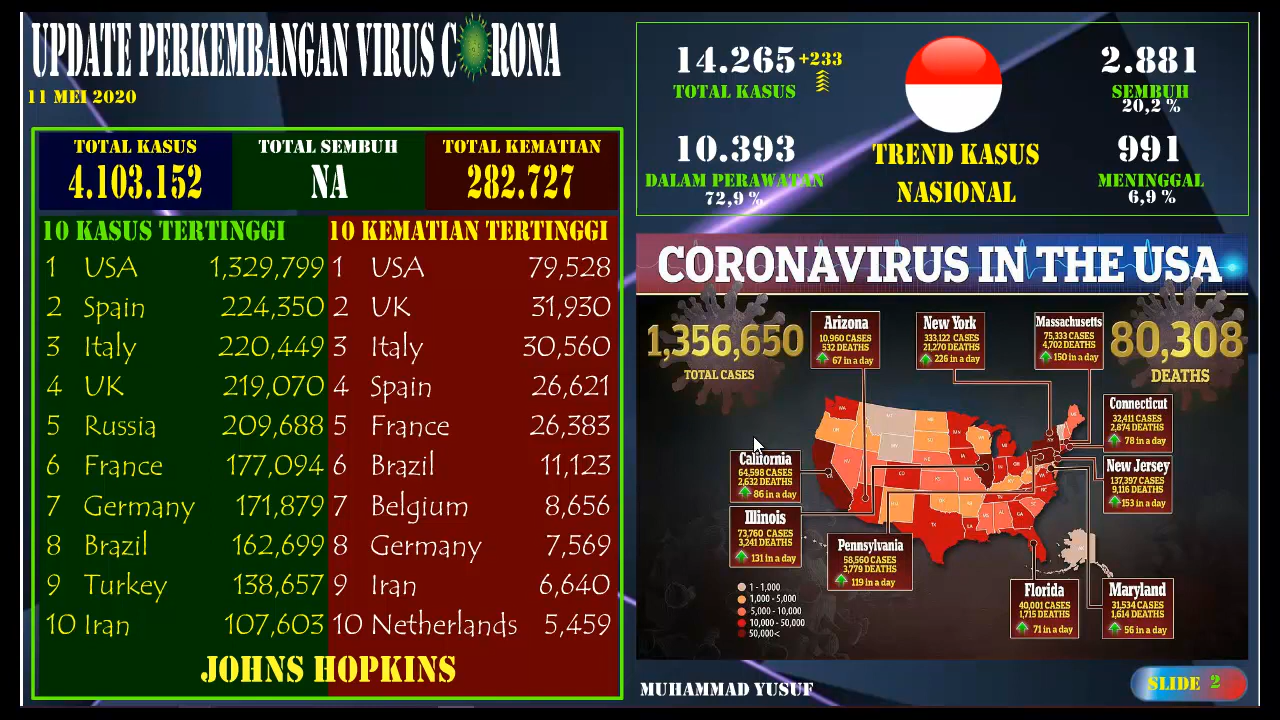 UPDATE PERKEMBANGAN VIRUS CORONA
11 MEI 2020
TOTAL KASUS
4.103.152
TOTAL SEMBUH
NA
TOTAL KEMATIAN
282.727
10 KASUS TERTINGGI
1 USA 1,329,799
2 Spain 224,350
3 Italy 220,449
4 UK 219,070
5 Russia 209,688
6 France 177,094
7 Germany 171,879
8 Brazil 162,699
9 Turkey 138,657
10 Iran 107,603
10 KEMATIAN TERTINGGI
1 USA 79,528
2 UK 31,930
3 Italy 30,560
4 Spain 26,621
5 France 26,383
6 Brazil 11,123
7 Belgium 8,656
8 Germany 7,569
9 Iran 6,640
10 Netherlands 5,459
JOHNS HOPKINS
14.265 +233
TOTAL KASUS
10.393
DALAM PERAWATAN
72,9 %
TREND KASUS
NASIONAL
2.881
SEMBUH
20,2 %
991
MENINGGAL
6,9 %
CORONAVIRUS IN THE USA
1,356,650
TOTAL CASES
Arizona
10,960 CASES
532 DEATHS
67 in a day
New York
333,122 CASES
21,270 DEATHS
226 in a day
Massachusetts
75,333 CASES
4,702 DEATHS
150 in a day
80,308
DEATHS
Connecticut
32,411 CASES
2,874 DEATHS
78 in a day
California
64,598 CASES
2,632 DEATHS
86 in a day
New Jersey
137,397 CASES
9,116 DEATHS
153 in a day
Illinois
73,760 CASES
3,241 DEATHS
131 in a day
Pennsylvania
58,560 CASES
3,779 DEATHS
119 in a day
Florida
40,001 CASES
1,715 DEATHS
71 in a day
Maryland
31,534 CASES
1,614 DEATHS
56 in a day
1 - 1,000
1,000 - 5,000
5,000 - 10,000
10,000 - 50,000
50,000<
MUHAMMAD YUSUF
SLIDE 2